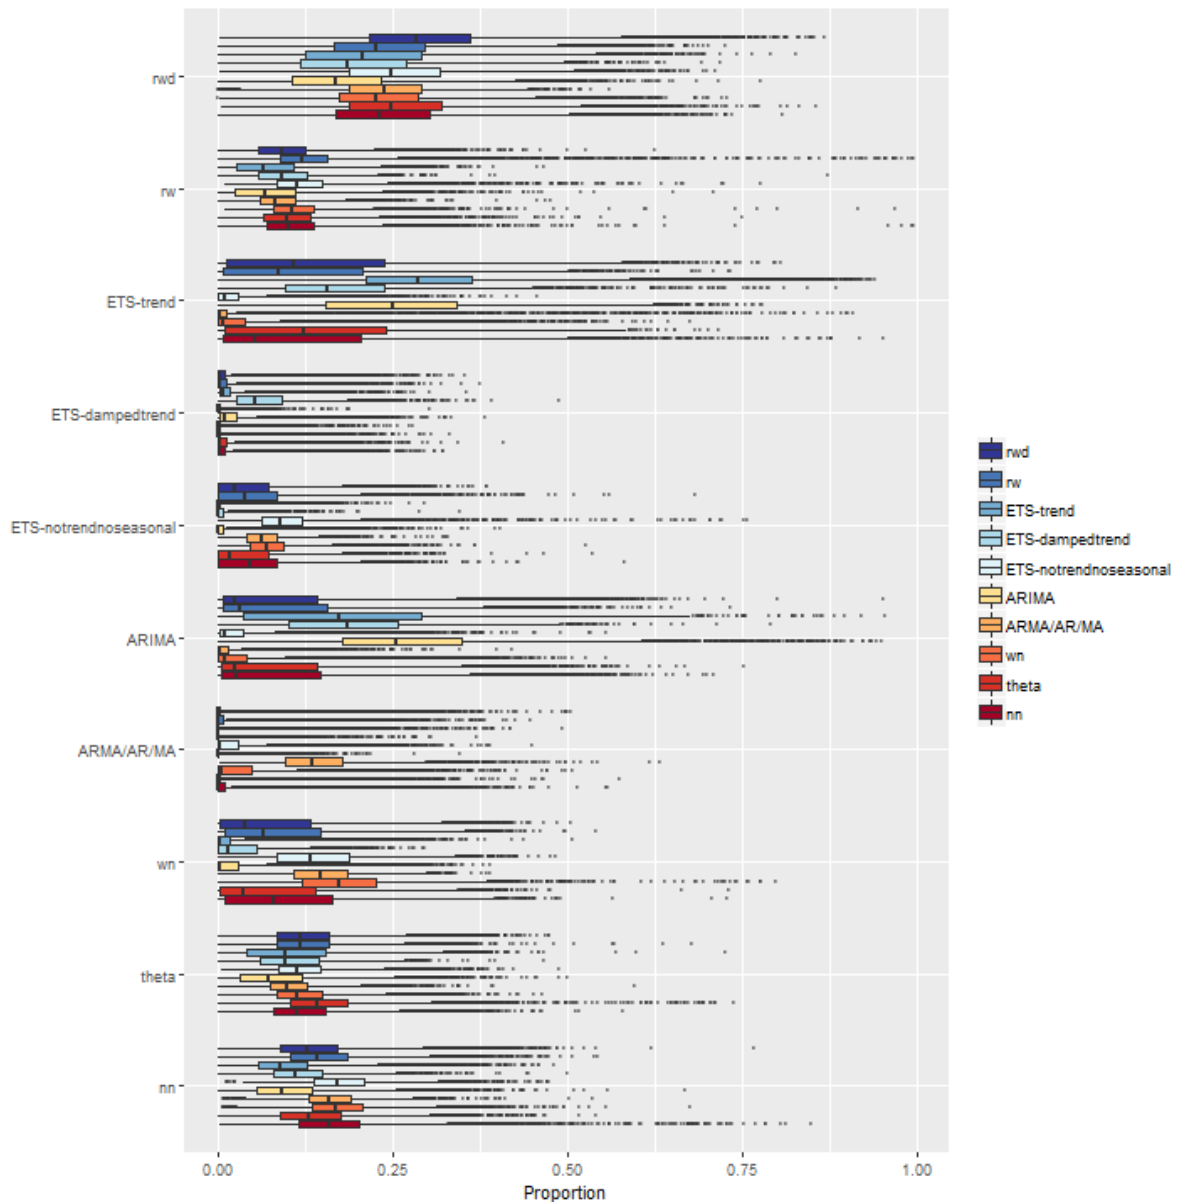 rwd
rw
ETS-trend
ETS-dampedtrend
ETS-notrendnoseasonal
ARIMA
ARMA/AR/MA
wn
theta
nn
rwd
rw
ETS-trend
ETS-dampedtrend
ETS-notrendnoseasonal
ARIMA
ARMA/AR/MA
wn
theta
nn
0.00 0.25 0.50 0.75 1.00
Proportion